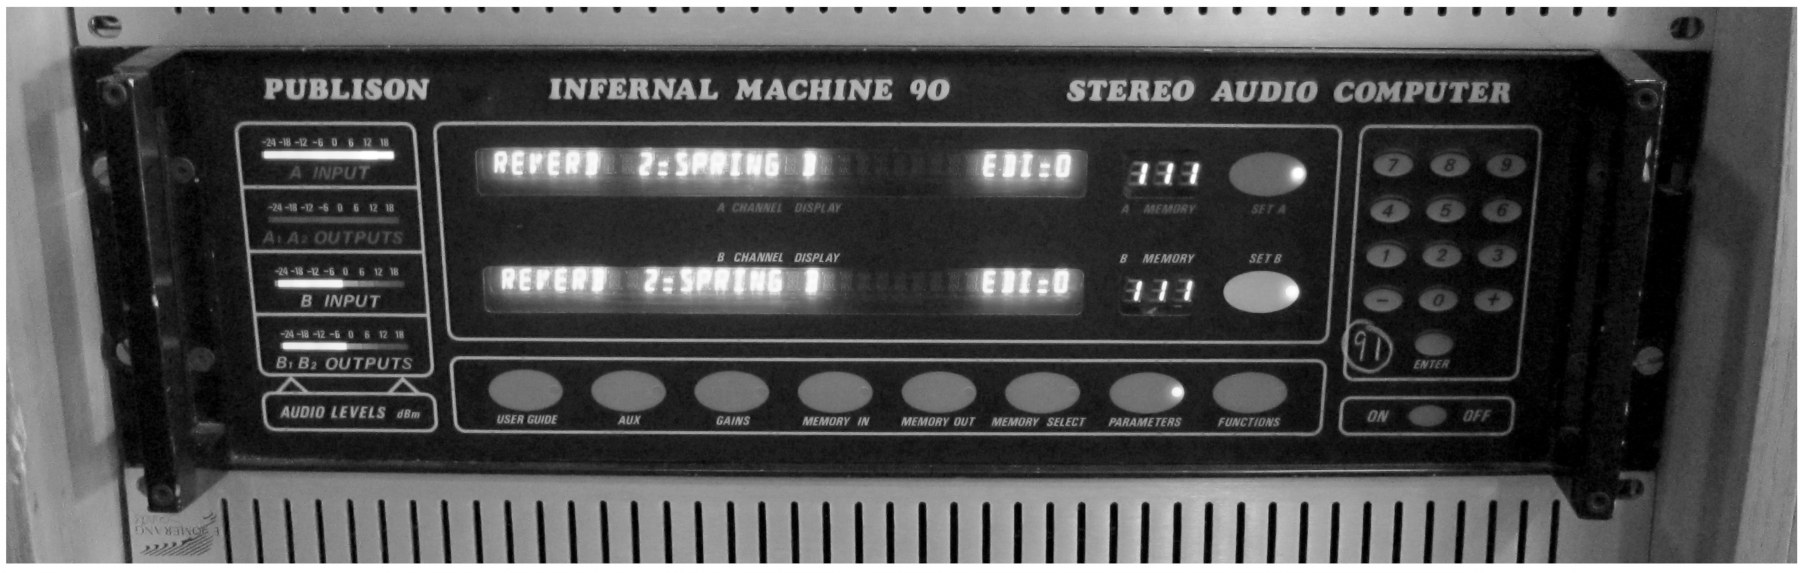 PUBLISON INFERNAL MACHINE 90 STEREO AUDIO COMPUTER
-24 -18 -12 -6 0 6 12 18
A INPUT
-24 -18 -12 -6 0 6 12 18
A1 A2 OUTPUTS
-24 -18 -12 -6 0 6 12 18
B INPUT
-24 -18 -12 -6 0 6 12 18
B1 B2 OUTPUTS
AUDIO LEVELS dBm
REVERB 2=SPRING D EDI=0
A CHANNEL DISPLAY
111
A MEMORY
SET A
B CHANNEL DISPLAY
B MEMORY
SET B
REVERB 2=SPRING D EDI=0
111
USER GUIDE
AUX
GAINS
MEMORY IN
MEMORY OUT
MEMORY SELECT
PARAMETERS
FUNCTIONS
7 8 9
4 5 6
1 2 3
- 0 +
91
ENTER
ON OFF